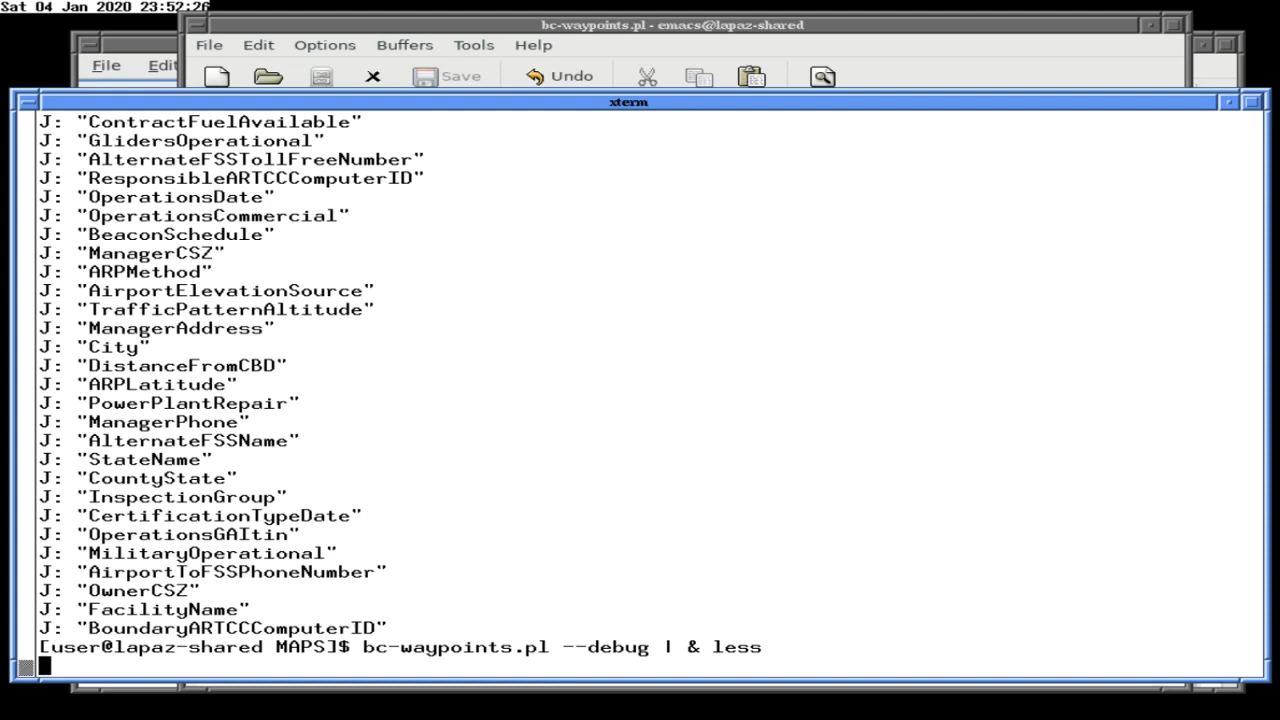 Sat 04 Jan 2020 23:52:26
bc-waypoints.pl - emacs@lapaz-shared
File Edit Options Buffers Tools Help
File Edit
Save Undo
xterm
J: "ContractFuelAvailable"
J: "GlidersOperational"
J: "AlternateFSSTollFreeNumber"
J: "ResponsibleARTCCComputerID"
J: "OperationsDate"
J: "OperationsCommercial"
J: "BeaconSchedule"
J: "ManagerCSZ"
J: "ARPMethod"
J: "AirportElevationSource"
J: "TrafficPatternAltitude"
J: "ManagerAddress"
J: "City"
J: "DistanceFromCBD"
J: "ARPLatitude"
J: "PowerPlantRepair"
J: "ManagerPhone"
J: "AlternateFSSName"
J: "StateName"
J: "CountyState"
J: "InspectionGroup"
J: "CertificationTypeDate"
J: "OperationsGAItin"
J: "MilitaryOperational"
J: "AirportToFSSPhoneNumber"
J: "OwnerCSZ"
J: "FacilityName"
J: "BoundaryARTCCComputerID"
[user@lapaz-shared MAPS]$ bc-waypoints.pl --debug | & less